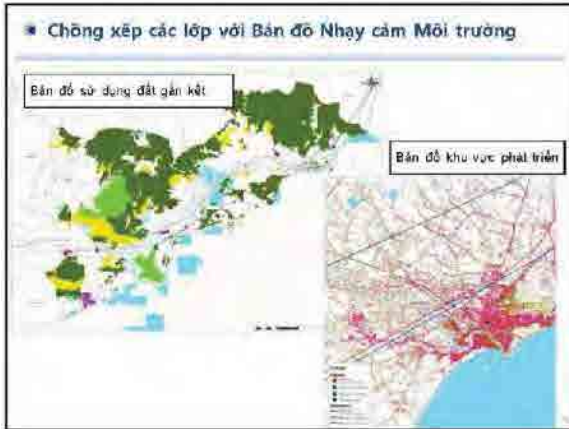 Chồng xếp các lớp với Bản đồ Nhạy cảm Môi trường
Bản đồ sử dụng đất gắn kết
Bản đồ khu vực phát triển